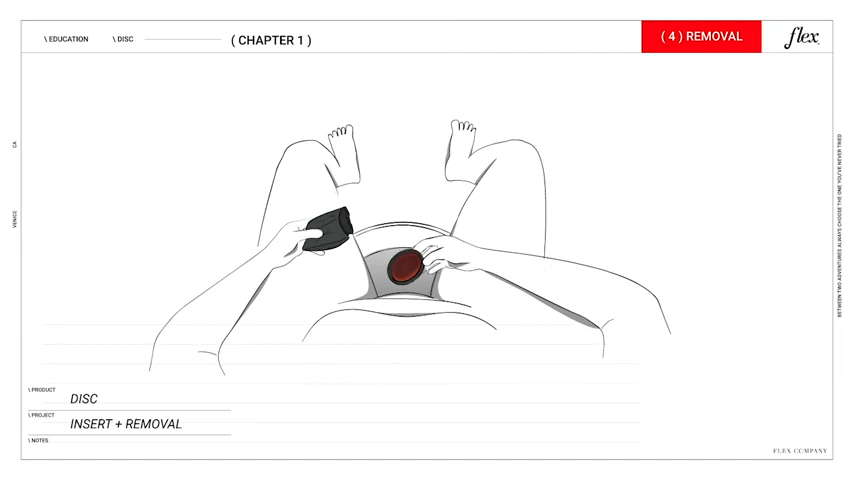 \ EDUCATION
\ DISC
( CHAPTER 1 )
( 4 ) REMOVAL
flex
CA
VENICE
BETWEEN TWO ADVENTURES ALWAYS CHOOSE THE ONE YOU'VE NEVER TRIED
\ PRODUCT
DISC
\ PROJECT
INSERT + REMOVAL
\ NOTES
FLEX COMPANY